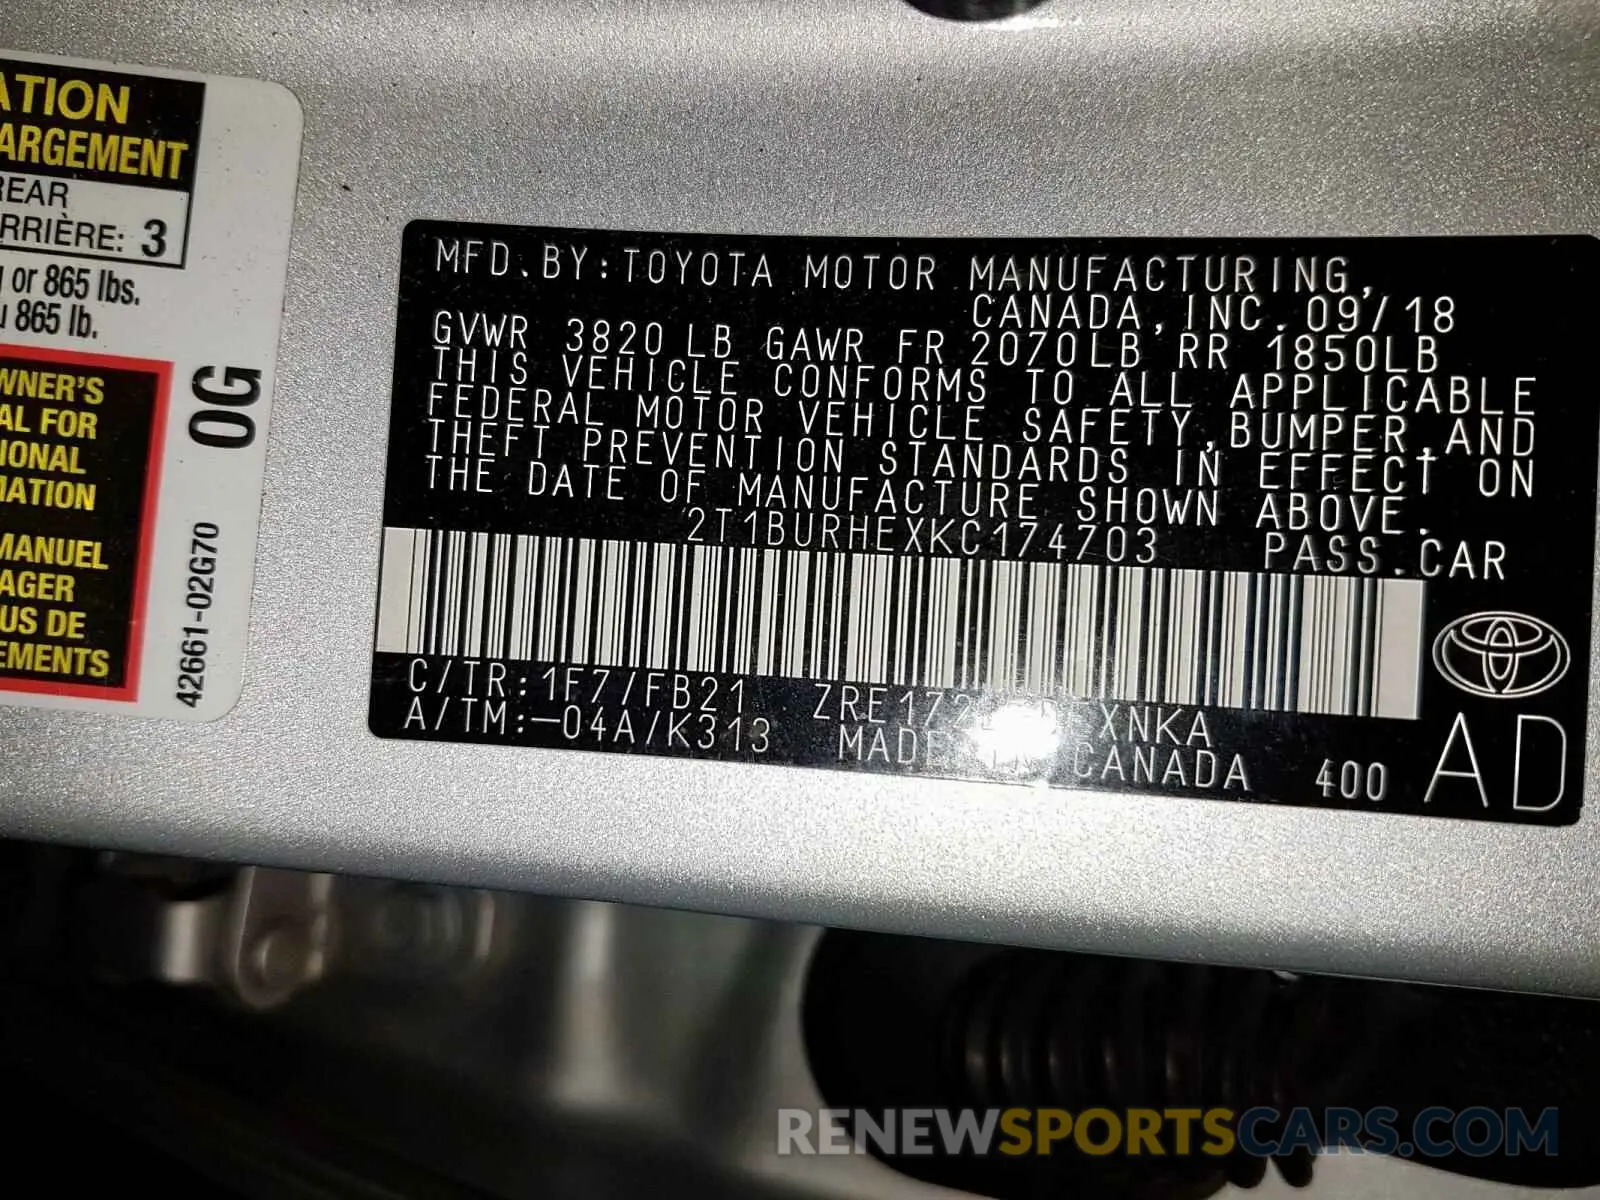 ATION
ARGEMENT
REAR
RRIÈRE: 3
or 865 lbs.
865 lb.
WNER'S
AL FOR
IONAL
MATION
MANUEL
AGER
US DE
EMENTS
0G
42661-02G70
MFD.BY:TOYOTA MOTOR MANUFACTURING,
CANADA,INC.09/18
GVWR 3820LB GAWR FR 2070LB RR 1850LB
THIS VEHICLE CONFORMS TO ALL APPLICABLE
FEDERAL MOTOR VEHICLE SAFETY,BUMPER,AND
THEFT PREVENTION STANDARDS IN EFFECT ON
THE DATE OF MANUFACTURE SHOWN ABOVE.
2T1BURHEXKC174703 PASS.CAR
C/TR:1F7/FB21
A/TM:-04A/K313 MADE IN CANADA 400
AD
RENEWSPORTSCARS.COM